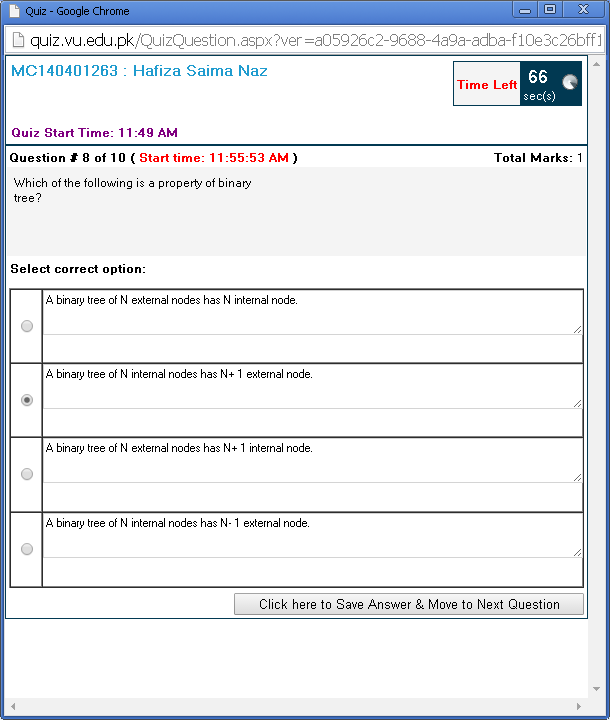 Quiz - Google Chrome
quiz.vu.edu.pk/QuizQuestion.aspx?ver=a05926c2-9688-4a9a-adba-f10e3c26bff1
MC140401263 : Hafiza Saima Naz
Time Left 66
sec(s)
Quiz Start Time: 11:49 AM
Question # 8 of 10 ( Start time: 11:55:53 AM ) Total Marks: 1
Which of the following is a property of binary
tree?
Select correct option:
A binary tree of N external nodes has N internal node.
A binary tree of N internal nodes has N+ 1 external node.
A binary tree of N external nodes has N+ 1 internal node.
A binary tree of N internal nodes has N- 1 external node.
Click here to Save Answer & Move to Next Question